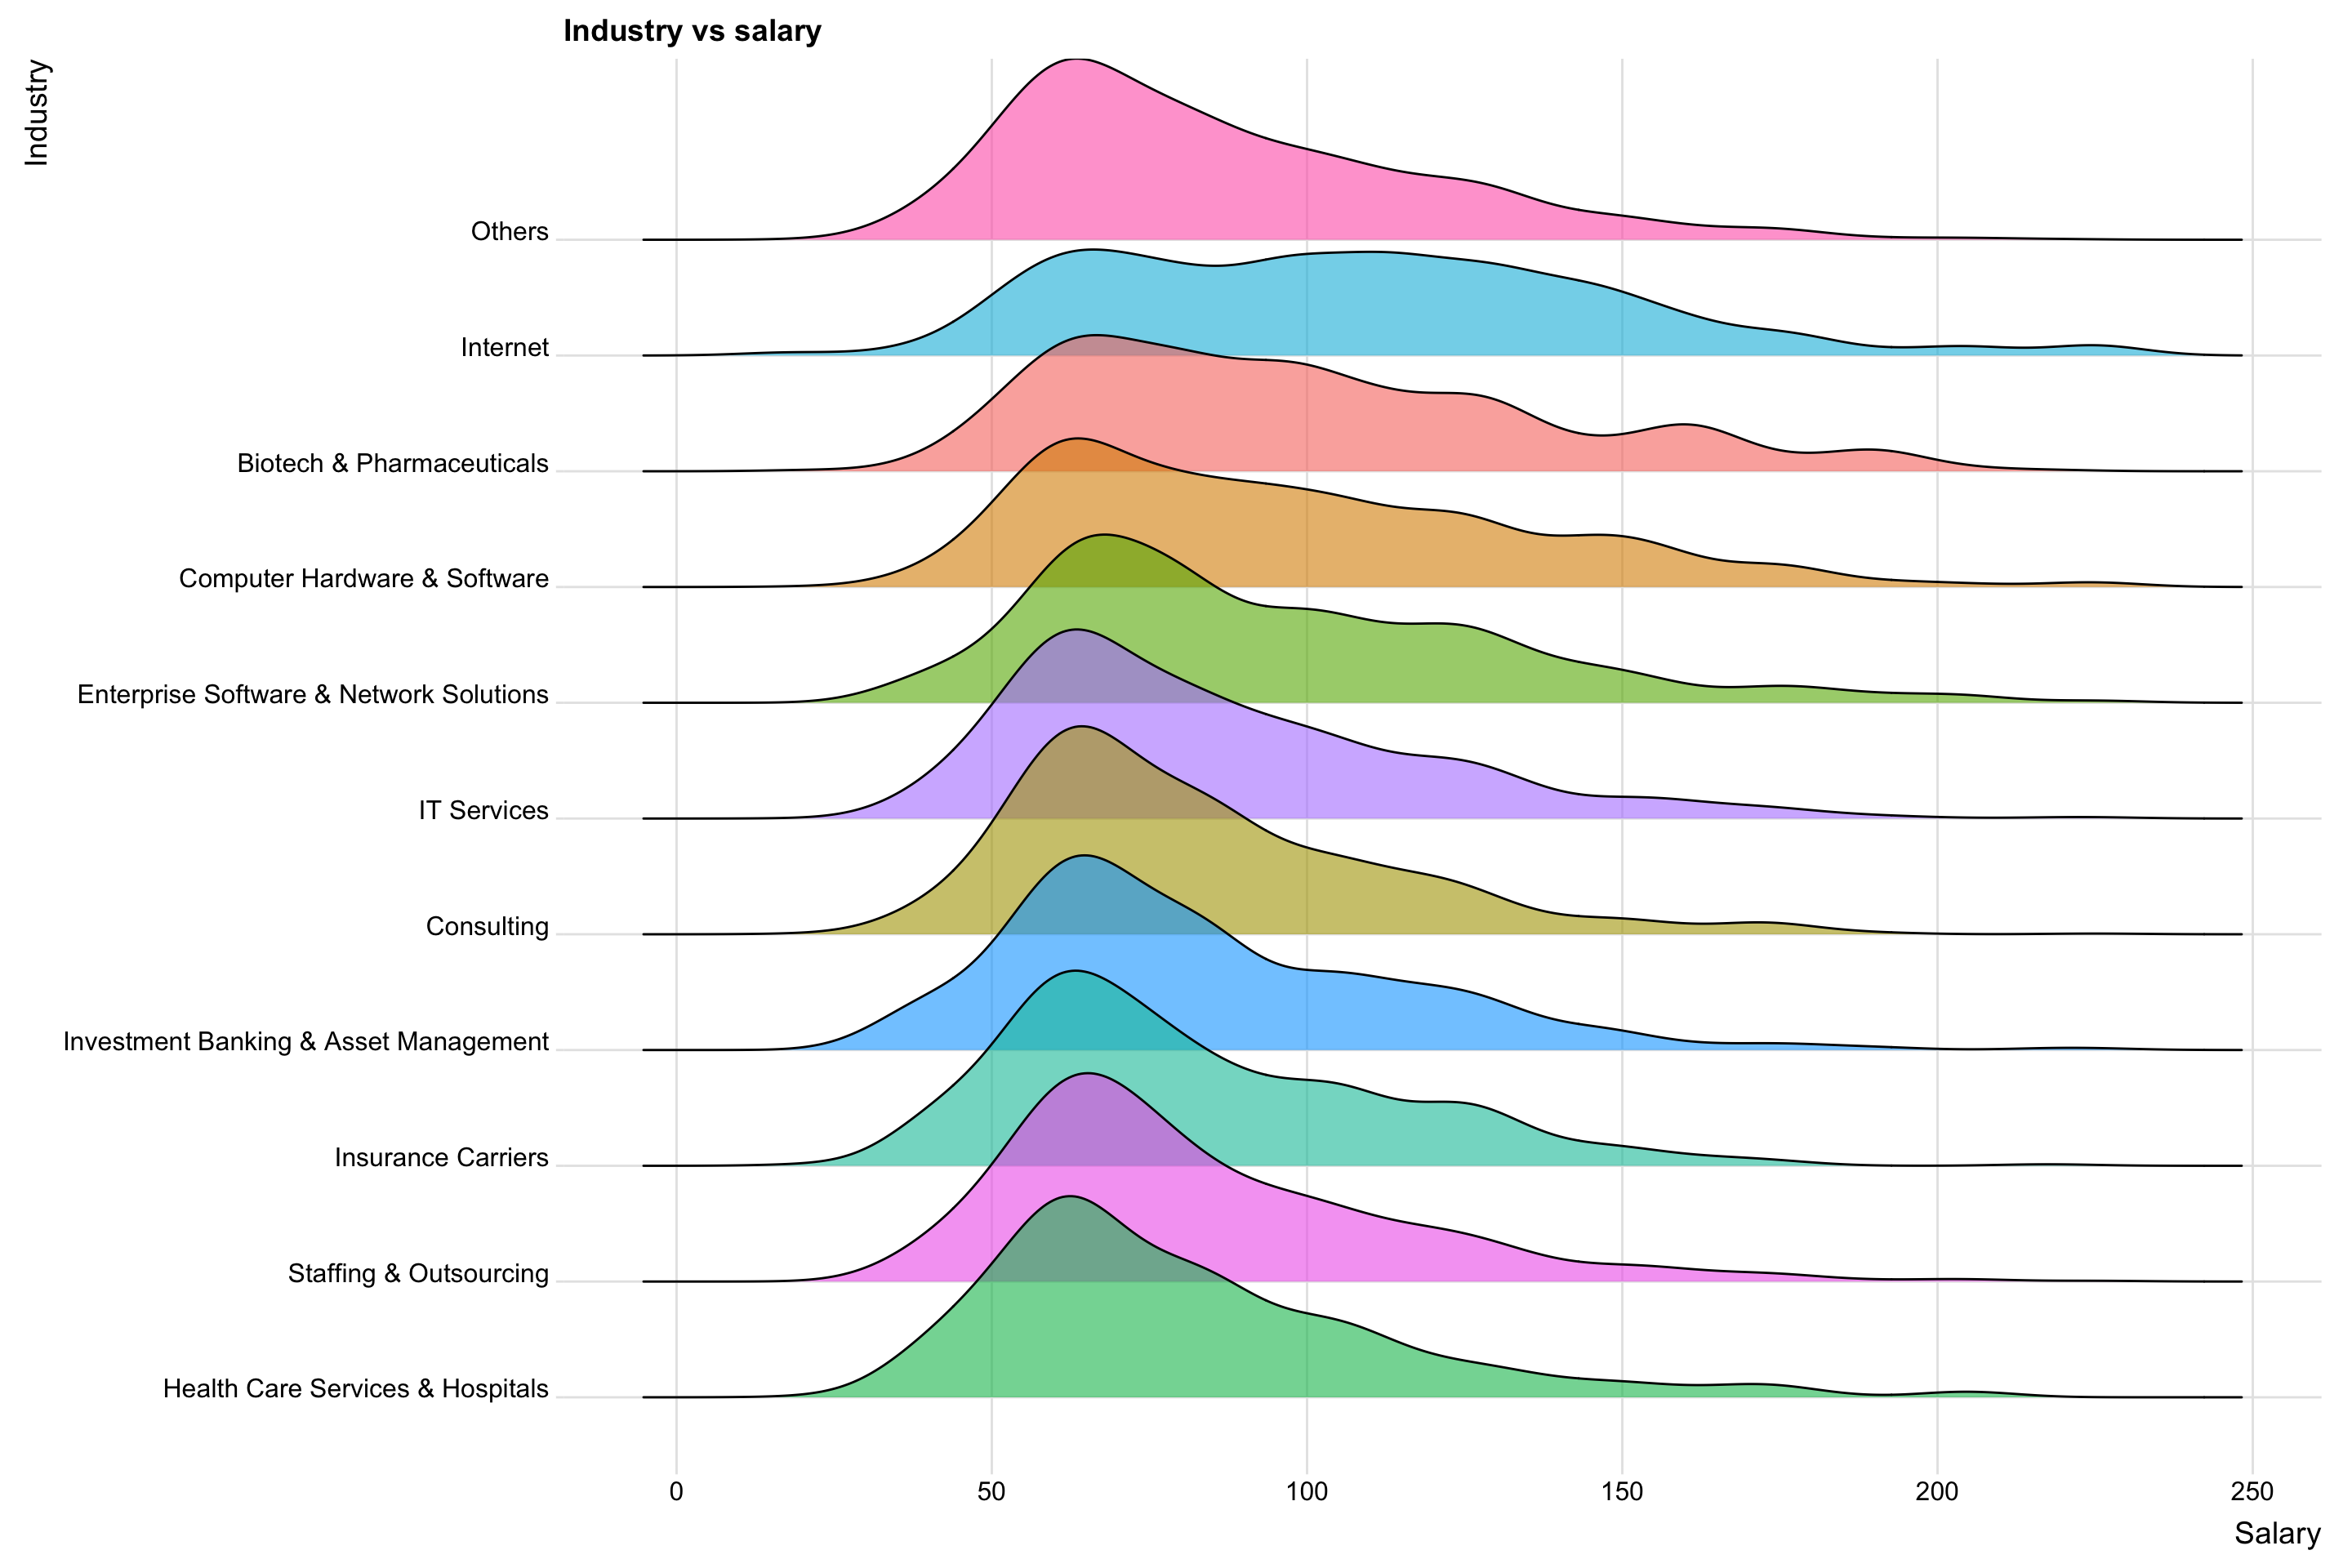 Industry vs salary
Industry
Others
Internet
Biotech & Pharmaceuticals
Computer Hardware & Software
Enterprise Software & Network Solutions
IT Services
Consulting
Investment Banking & Asset Management
Insurance Carriers
Staffing & Outsourcing
Health Care Services & Hospitals
0 50 100 150 200 250
Salary